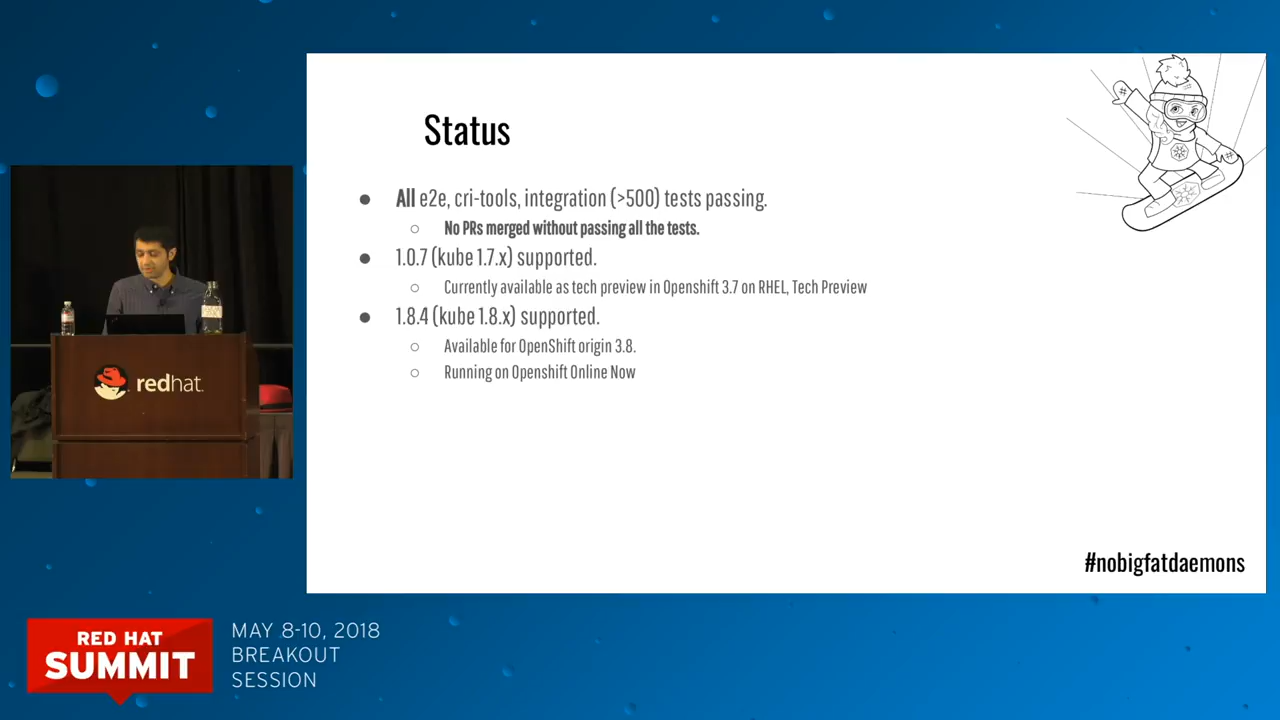 Status
All e2e, cri-tools, integration (>500) tests passing.
No PRs merged without passing all the tests.
1.0.7 (kube 1.7.x) supported.
Currently available as tech preview in Openshift 3.7 on RHEL, Tech Preview
1.8.4 (kube 1.8.x) supported.
Available for OpenShift origin 3.8.
Running on Openshift Online Now
#nobigfatdaemons
redhat.
RED HAT
SUMMIT
MAY 8-10, 2018
BREAKOUT
SESSION